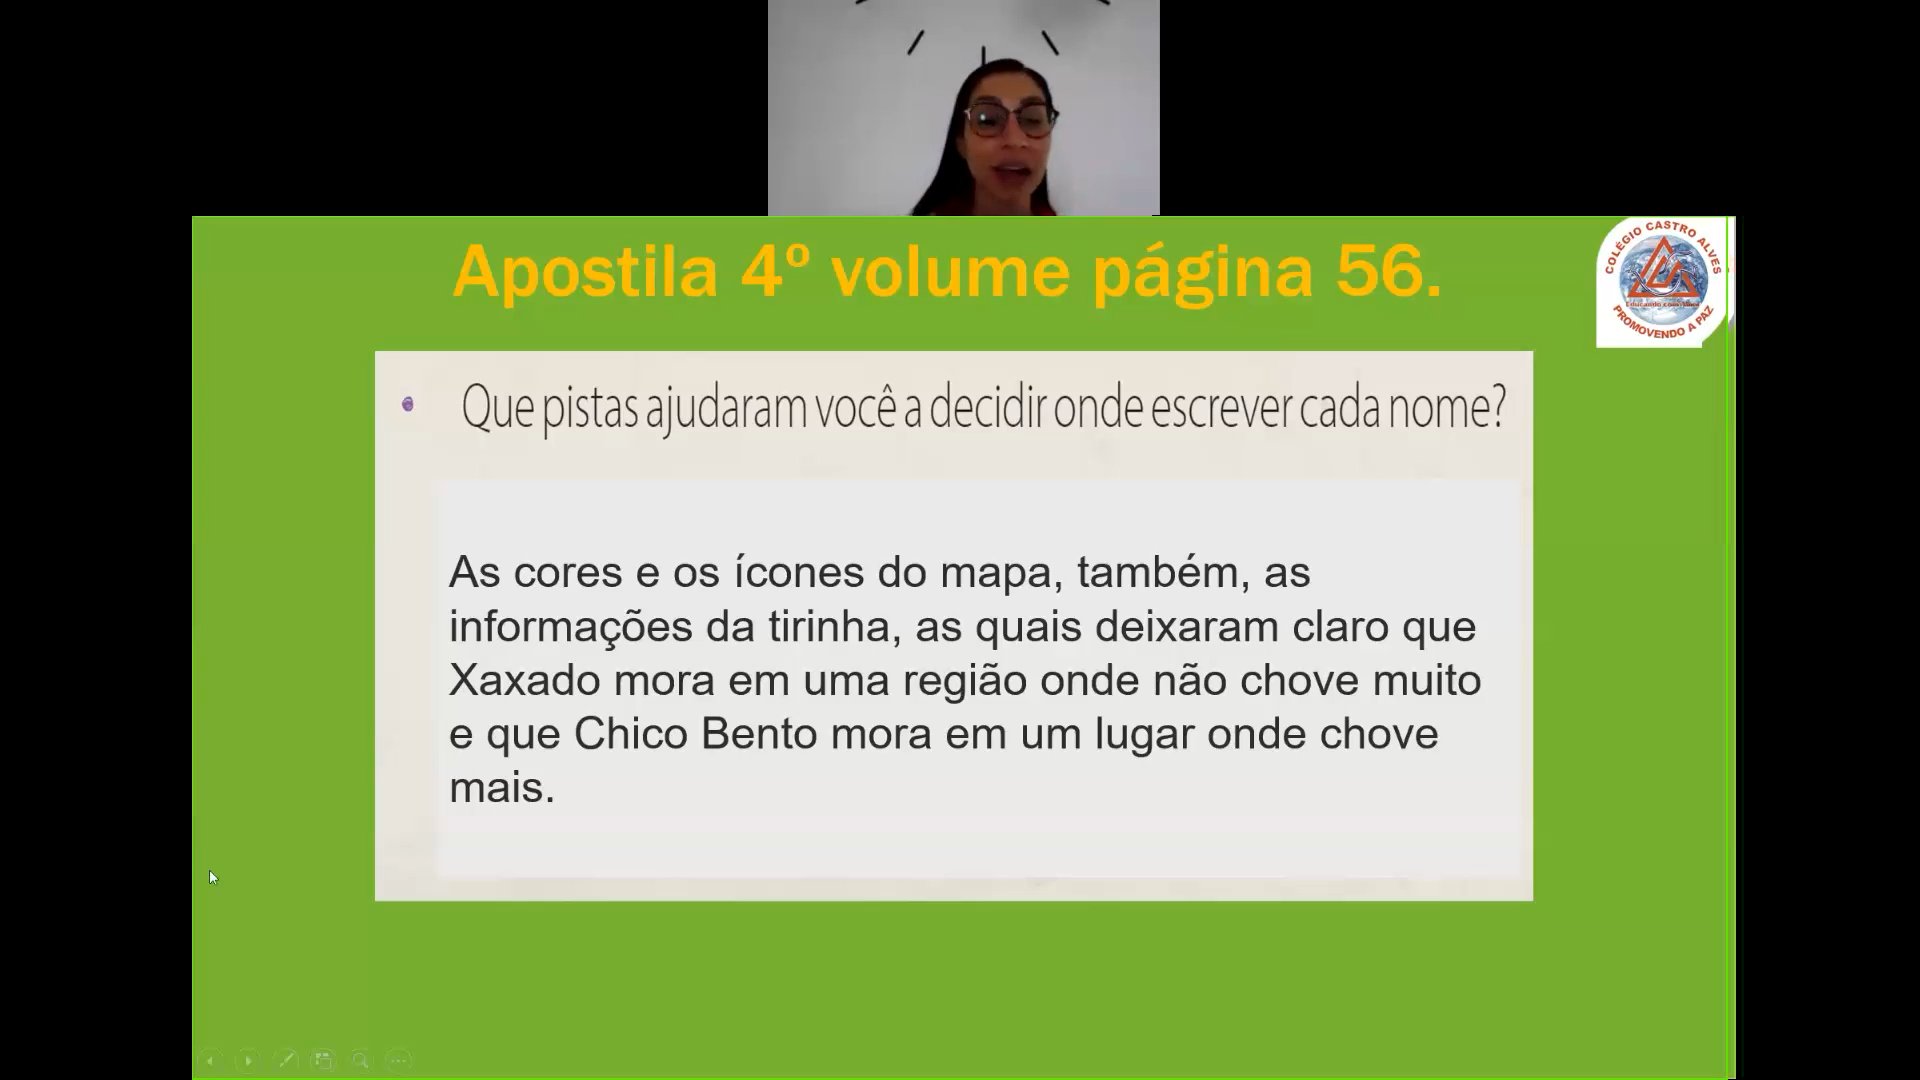 Apostila 4º volume página 56.
COLÉGIO CASTRO ALVES
PROMOVENDO A PAZ
• Que pistas ajudaram você a decidir onde escrever cada nome?
As cores e os ícones do mapa, também, as
informações da tirinha, as quais deixaram claro que
Xaxado mora em uma região onde não chove muito
e que Chico Bento mora em um lugar onde chove
mais.